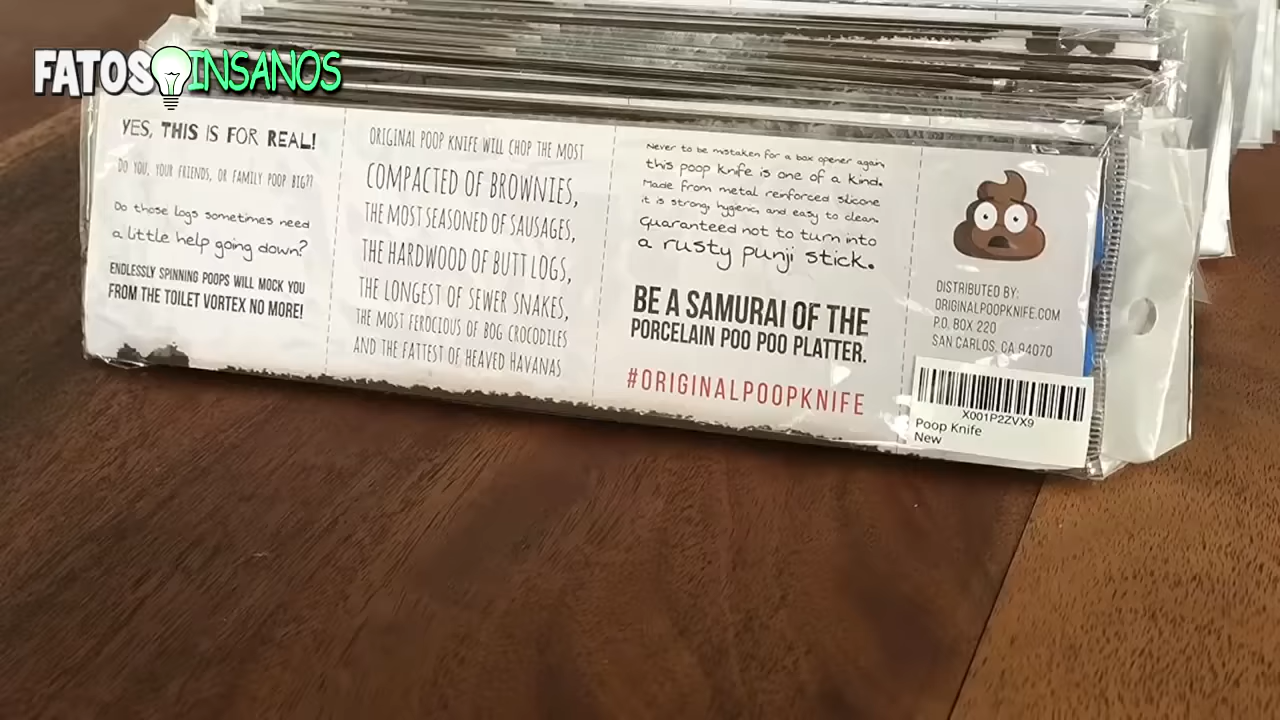 FATOS INSANOS
YES, THIS IS FOR REAL!
DO YOU, YOUR FRIENDS, OR FAMILY POOP BIG??
Do those logs sometimes need
a little help going down?
ENDLESSLY SPINNING POOPS WILL MOCK YOU
FROM THE TOILET VORTEX NO MORE!
ORIGINAL POOP KNIFE WILL CHOP THE MOST
COMPACTED OF BROWNIES,
THE MOST SEASONED OF SAUSAGES,
THE HARDWOOD OF BUTT LOGS,
THE LONGEST OF SEWER SNAKES,
THE MOST FEROCIOUS OF BOG CROCODILES
AND THE FATTEST OF HEAVED HAVANAS
Never to be mistaken for a box opener again,
this poop knife is one of a kind.
Made from metal reinforced silicone
it is strong, hygenic, and easy to clean.
Guaranteed not to turn into
a rusty punji stick.
BE A SAMURAI OF THE
PORCELAIN POO POO PLATTER.
#ORIGINALPOOPKNIFE
DISTRIBUTED BY:
ORIGINALPOOPKNIFE.COM
P.O. BOX 220
SAN CARLOS, CA 94070
X001P2ZVX9
Poop Knife
New